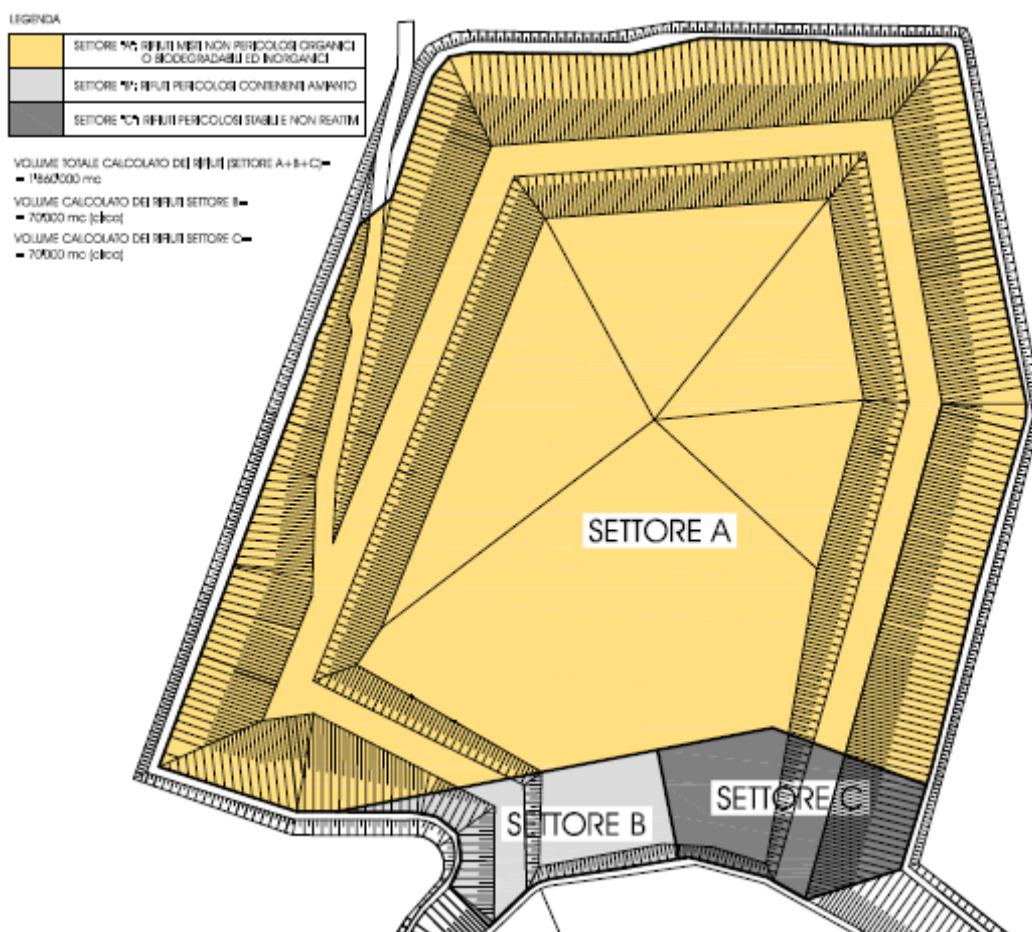 LEGENDA
SETTORE "A": RIFIUTI MISTI NON PERICOLOSI ORGANICI
O BIODEGRADABILI ED INORGANICI
SETTORE "B": RIFIUTI PERICOLOSI CONTENENTI AMIANTO
SETTORE "C": RIFIUTI PERICOLOSI STABILI E NON REATTIVI
VOLUME TOTALE CALCOLATO DEI RIFIUTI (SETTORE A+B+C)=
= 1'860'000 mc
VOLUME CALCOLATO DEI RIFIUTI SETTORE B=
= 70'000 mc (circa)
VOLUME CALCOLATO DEI RIFIUTI SETTORE C=
= 70'000 mc (circa)
SETTORE A
SETTORE C
SETTORE B